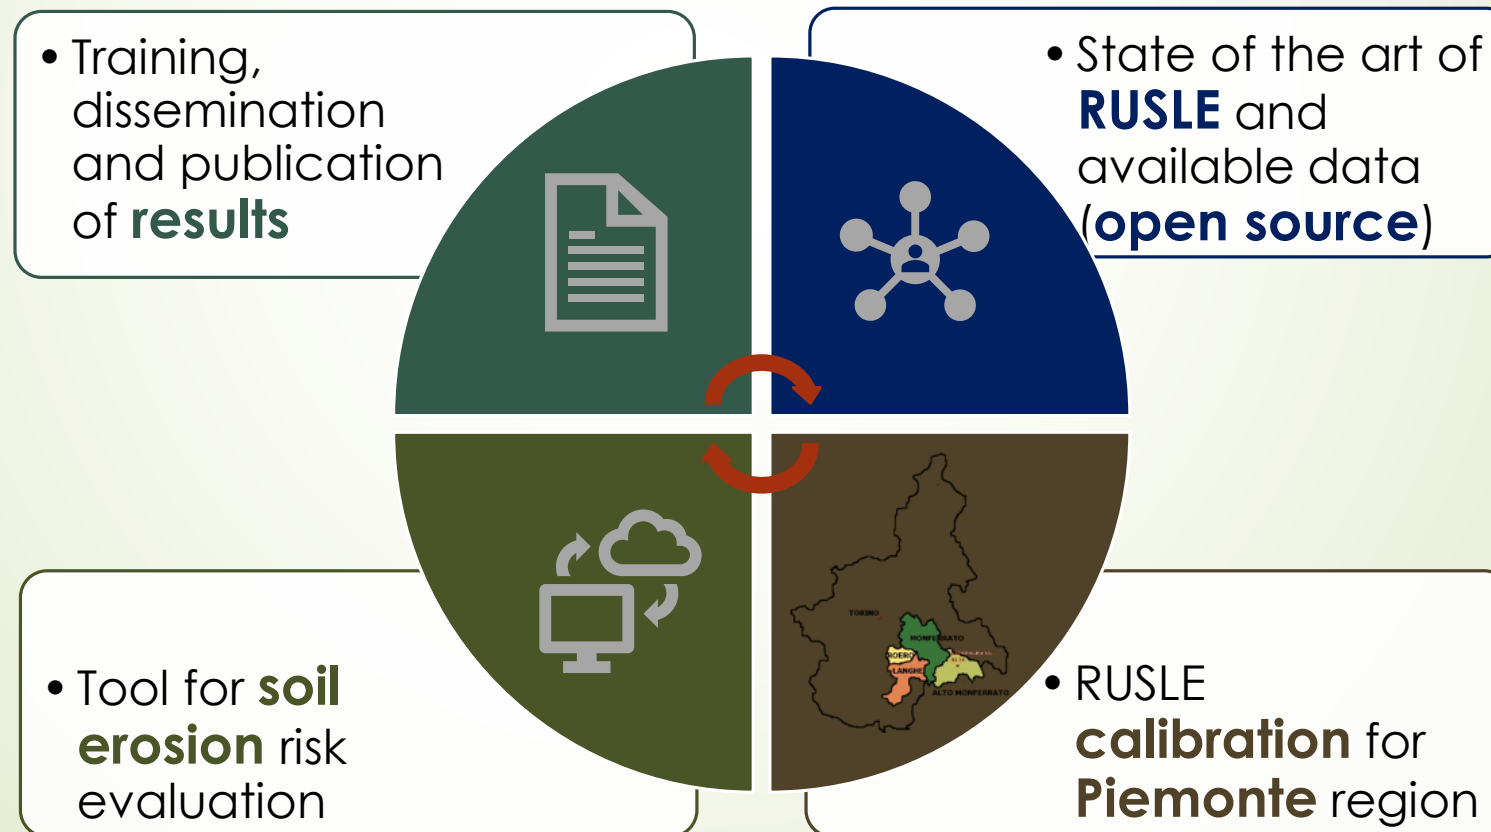 • Training,
dissemination
and publication
of results
• State of the art of
RUSLE and
available data
(open source)
• Tool for soil
erosion risk
evaluation
• RUSLE
calibration for
Piemonte region
TORINO
MONFERRATO
ROERO
LANGHE
ALTO MONFERRATO